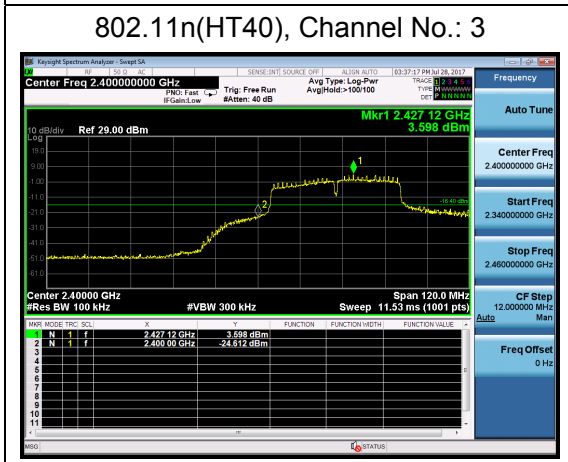 802.11n(HT40), Channel No.: 3
Keysight Spectrum Analyzer - Swept SA
RF 50 Ω AC SENSE:INT SOURCE OFF ALIGN AUTO 03:37:17 PM Jul 28, 2017
Center Freq 2.400000000 GHz
PNO: Fast
IFGain:Low
Trig: Free Run
#Atten: 40 dB
Avg Type: Log-Pwr
Avg|Hold:>100/100
TRACE 1 2 3 4 5 6
TYPE M WWWWW
DET P N N N N N
Mkr1 2.427 12 GHz
3.598 dBm
10 dB/div Ref 29.00 dBm
Log
19.0
9.00
-1.00
-11.0
-21.0
-31.0
-41.0
-51.0
-61.0
1
2
-16.40 dBm
Center 2.40000 GHz Span 120.0 MHz
#Res BW 100 kHz #VBW 300 kHz Sweep 11.53 ms (1001 pts)
MKR MODE TRC SCL X Y FUNCTION FUNCTION WIDTH FUNCTION VALUE
1 N 1 f 2.427 12 GHz 3.598 dBm
2 N 1 f 2.400 00 GHz -24.612 dBm
3
4
5
6
7
8
9
10
11
MSG STATUS
Frequency
Auto Tune
Center Freq
2.400000000 GHz
Start Freq
2.340000000 GHz
Stop Freq
2.460000000 GHz
CF Step
12.000000 MHz
Auto Man
Freq Offset
0 Hz